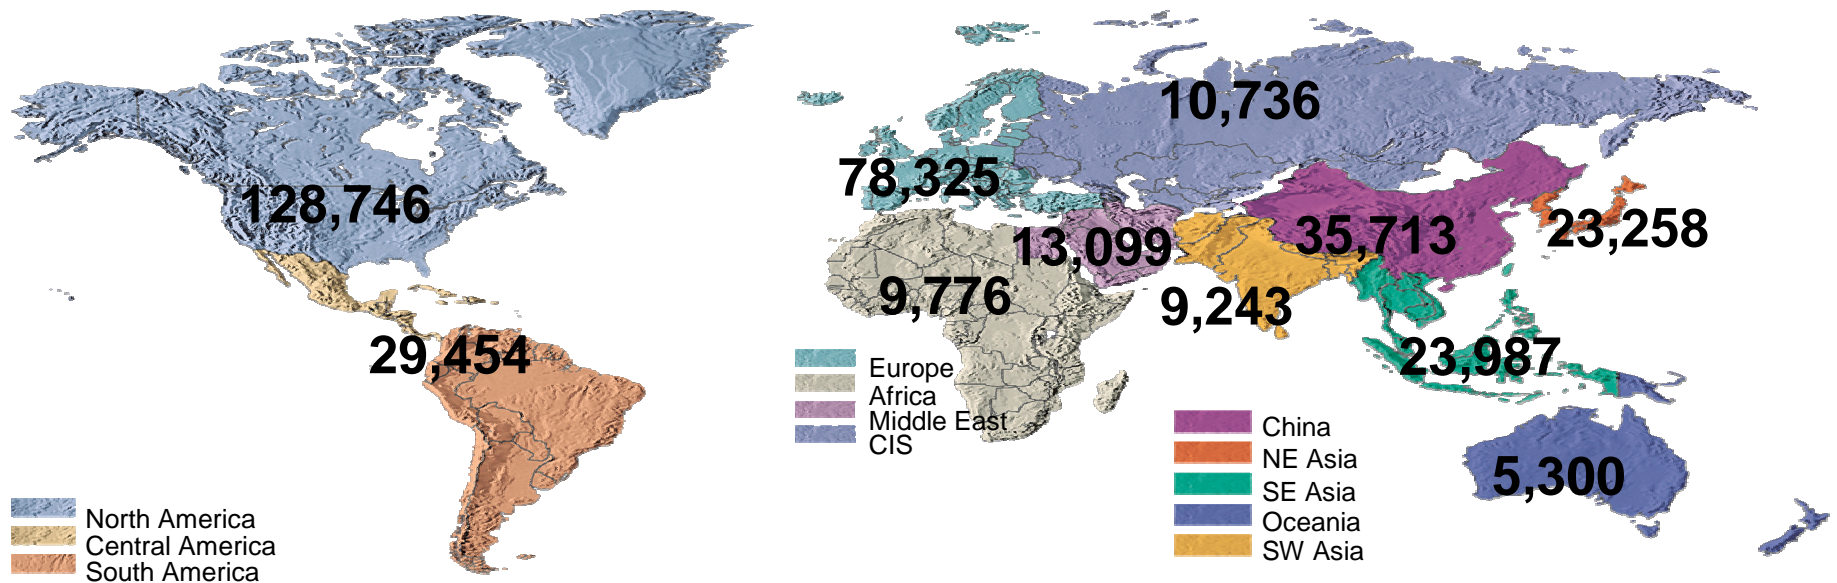 10,736
78,325
128,746
35,713
23,258
13,099
9,776
9,243
29,454
23,987
5,300
Europe
Africa
Middle East
CIS
China
NE Asia
SE Asia
Oceania
SW Asia
North America
Central America
South America